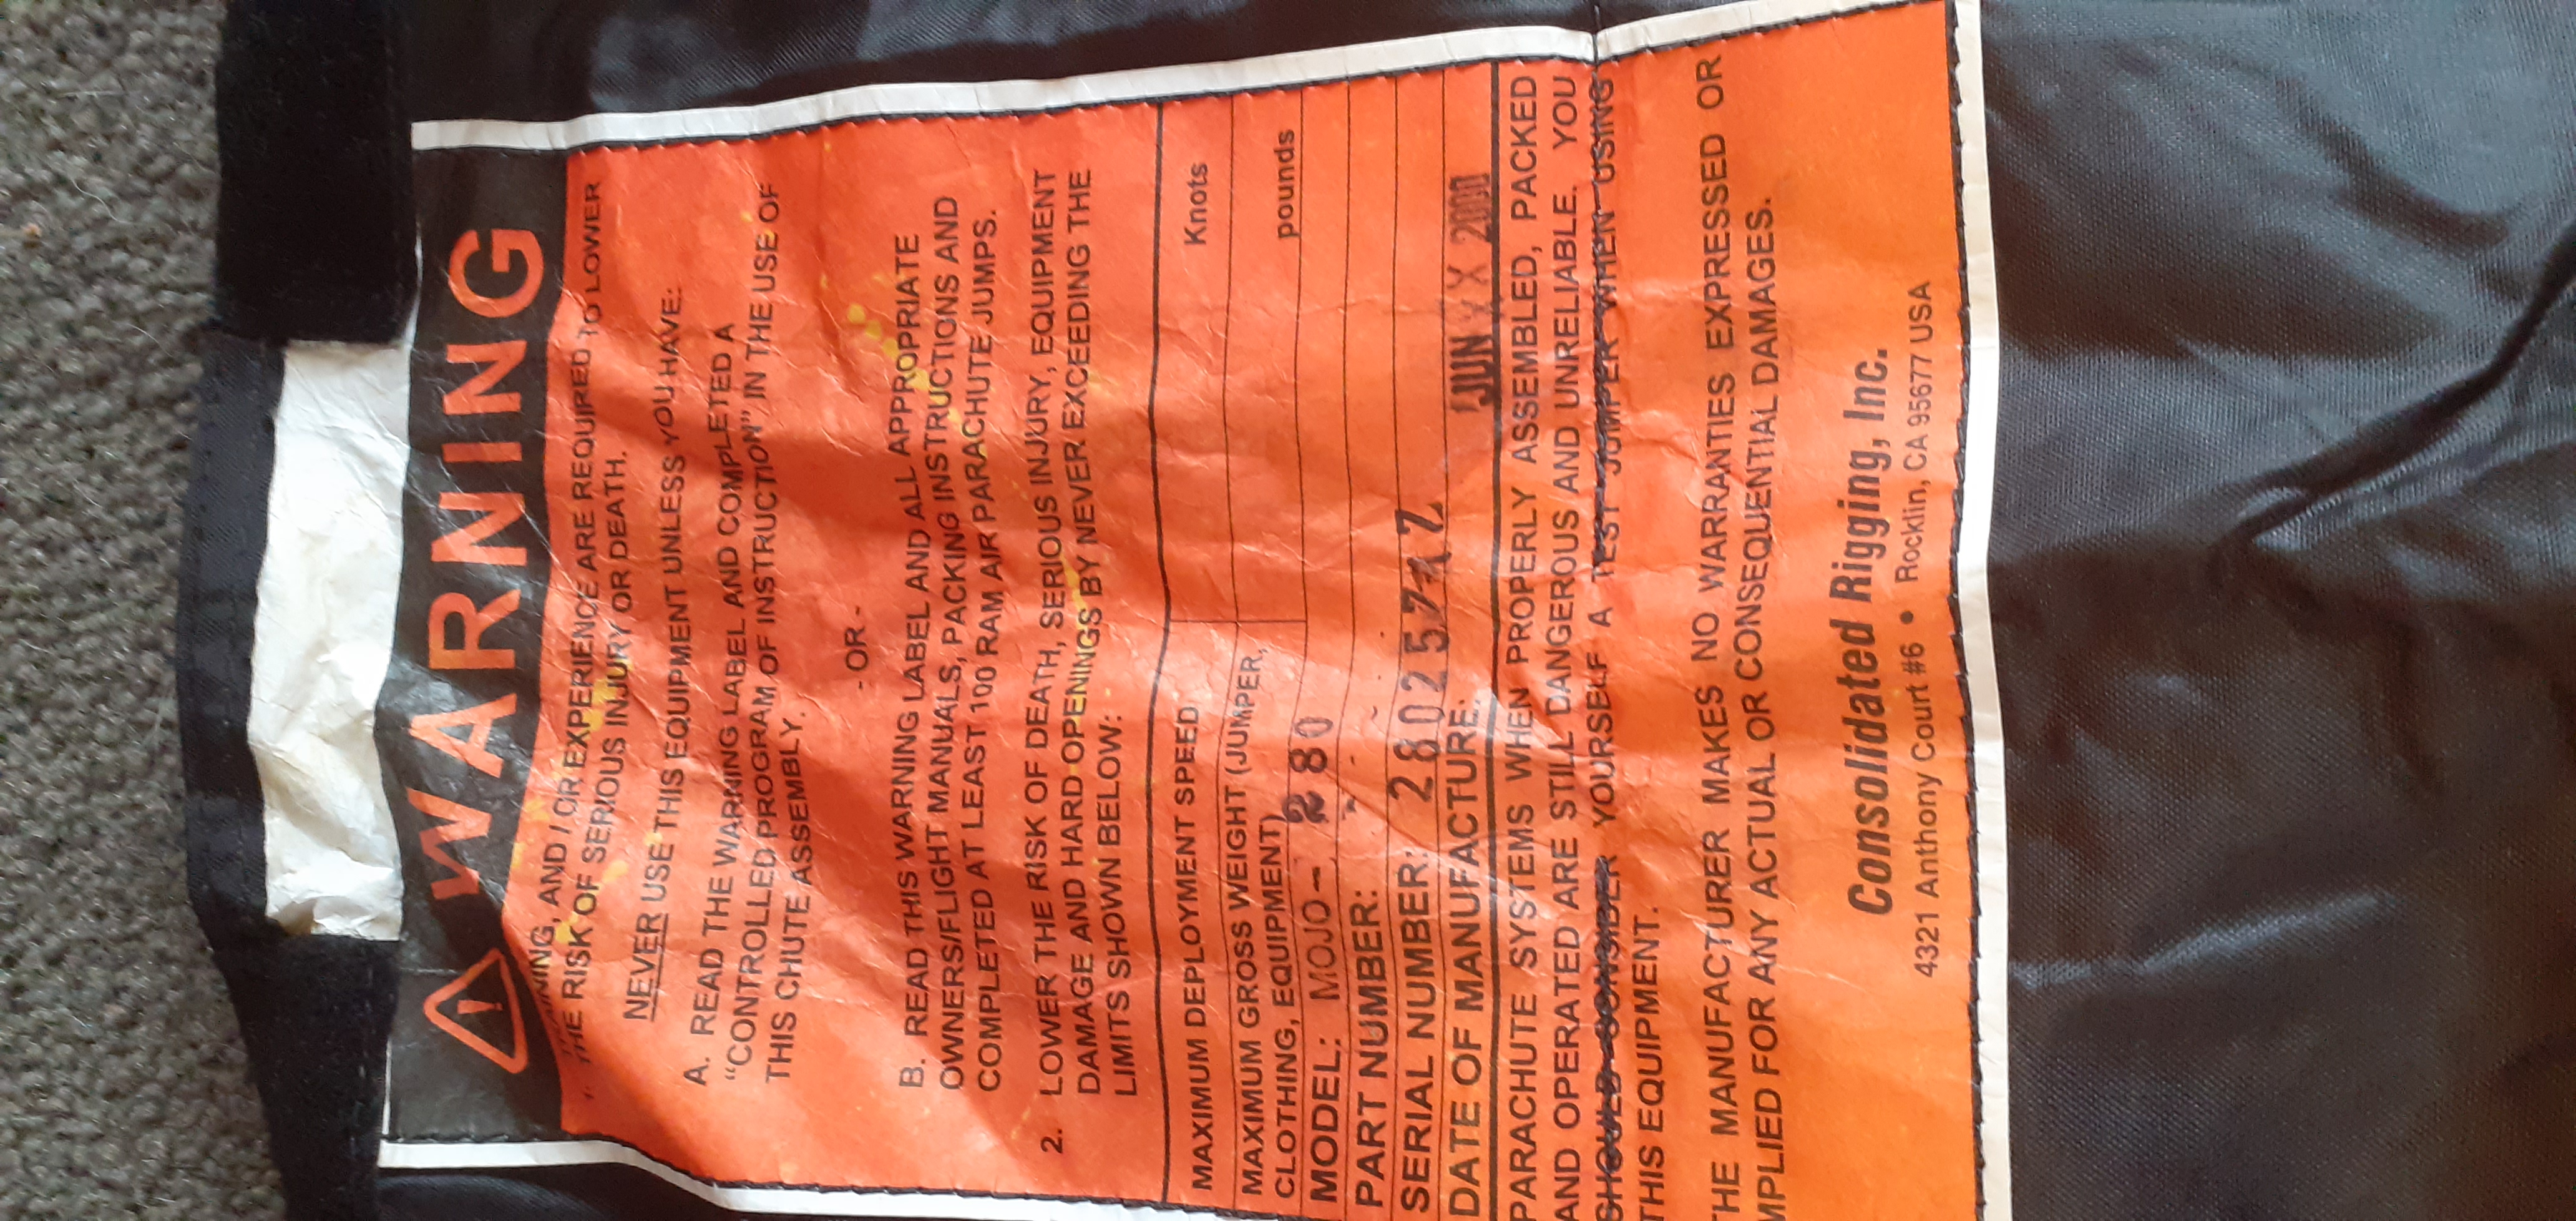 WARNING
TRAINING, AND / OR EXPERIENCE ARE REQUIRED TO LOWER
THE RISK OF SERIOUS INJURY OR DEATH.
NEVER USE THIS EQUIPMENT UNLESS YOU HAVE:
A. READ THE WARNING LABEL AND COMPLETED A
“CONTROLLED PROGRAM OF INSTRUCTION” IN THE USE OF
THIS CHUTE ASSEMBLY.
- OR -
B. READ THIS WARNING LABEL AND ALL APPROPRIATE
OWNERS/FLIGHT MANUALS, PACKING INSTRUCTIONS AND
COMPLETED AT LEAST 100 RAM AIR PARACHUTE JUMPS.
2. LOWER THE RISK OF DEATH, SERIOUS INJURY, EQUIPMENT
DAMAGE AND HARD OPENINGS BY NEVER EXCEEDING THE
LIMITS SHOWN BELOW:
MAXIMUM DEPLOYMENT SPEED: Knots
MAXIMUM GROSS WEIGHT (JUMPER,
CLOTHING, EQUIPMENT) pounds
MODEL: MOJO- 280
PART NUMBER:
SERIAL NUMBER:
DATE OF MANUFACTURE: JUN
PARACHUTE SYSTEMS WHEN PROPERLY ASSEMBLED, PACKED
AND OPERATED ARE STILL DANGEROUS AND UNRELIABLE. YOU
SHOULD CONSIDER YOURSELF A TEST JUMPER WHEN USING
THIS EQUIPMENT.
THE MANUFACTURER MAKES NO WARRANTIES EXPRESSED OR
IMPLIED FOR ANY ACTUAL OR CONSEQUENTIAL DAMAGES.
Consolidated Rigging, Inc.
4321 Anthony Court #6 • Rocklin, CA 95677 USA